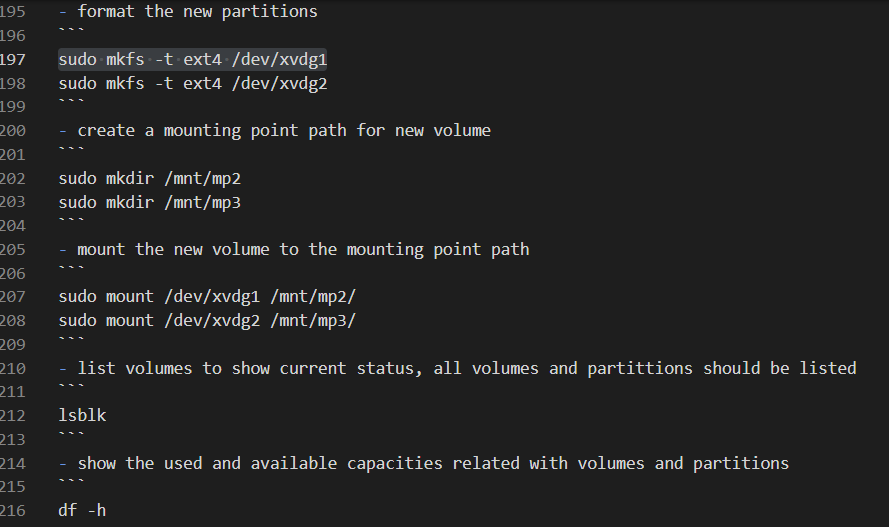 195 - format the new partitions
196 ```
197 sudo mkfs -t ext4 /dev/xvdg1
198 sudo mkfs -t ext4 /dev/xvdg2
199 ```
200 - create a mounting point path for new volume
201 ```
202 sudo mkdir /mnt/mp2
203 sudo mkdir /mnt/mp3
204 ```
205 - mount the new volume to the mounting point path
206 ```
207 sudo mount /dev/xvdg1 /mnt/mp2/
208 sudo mount /dev/xvdg2 /mnt/mp3/
209 ```
210 - list volumes to show current status, all volumes and partittions should be listed
211 ```
212 lsblk
213 ```
214 - show the used and available capacities related with volumes and partitions
215 ```
216 df -h